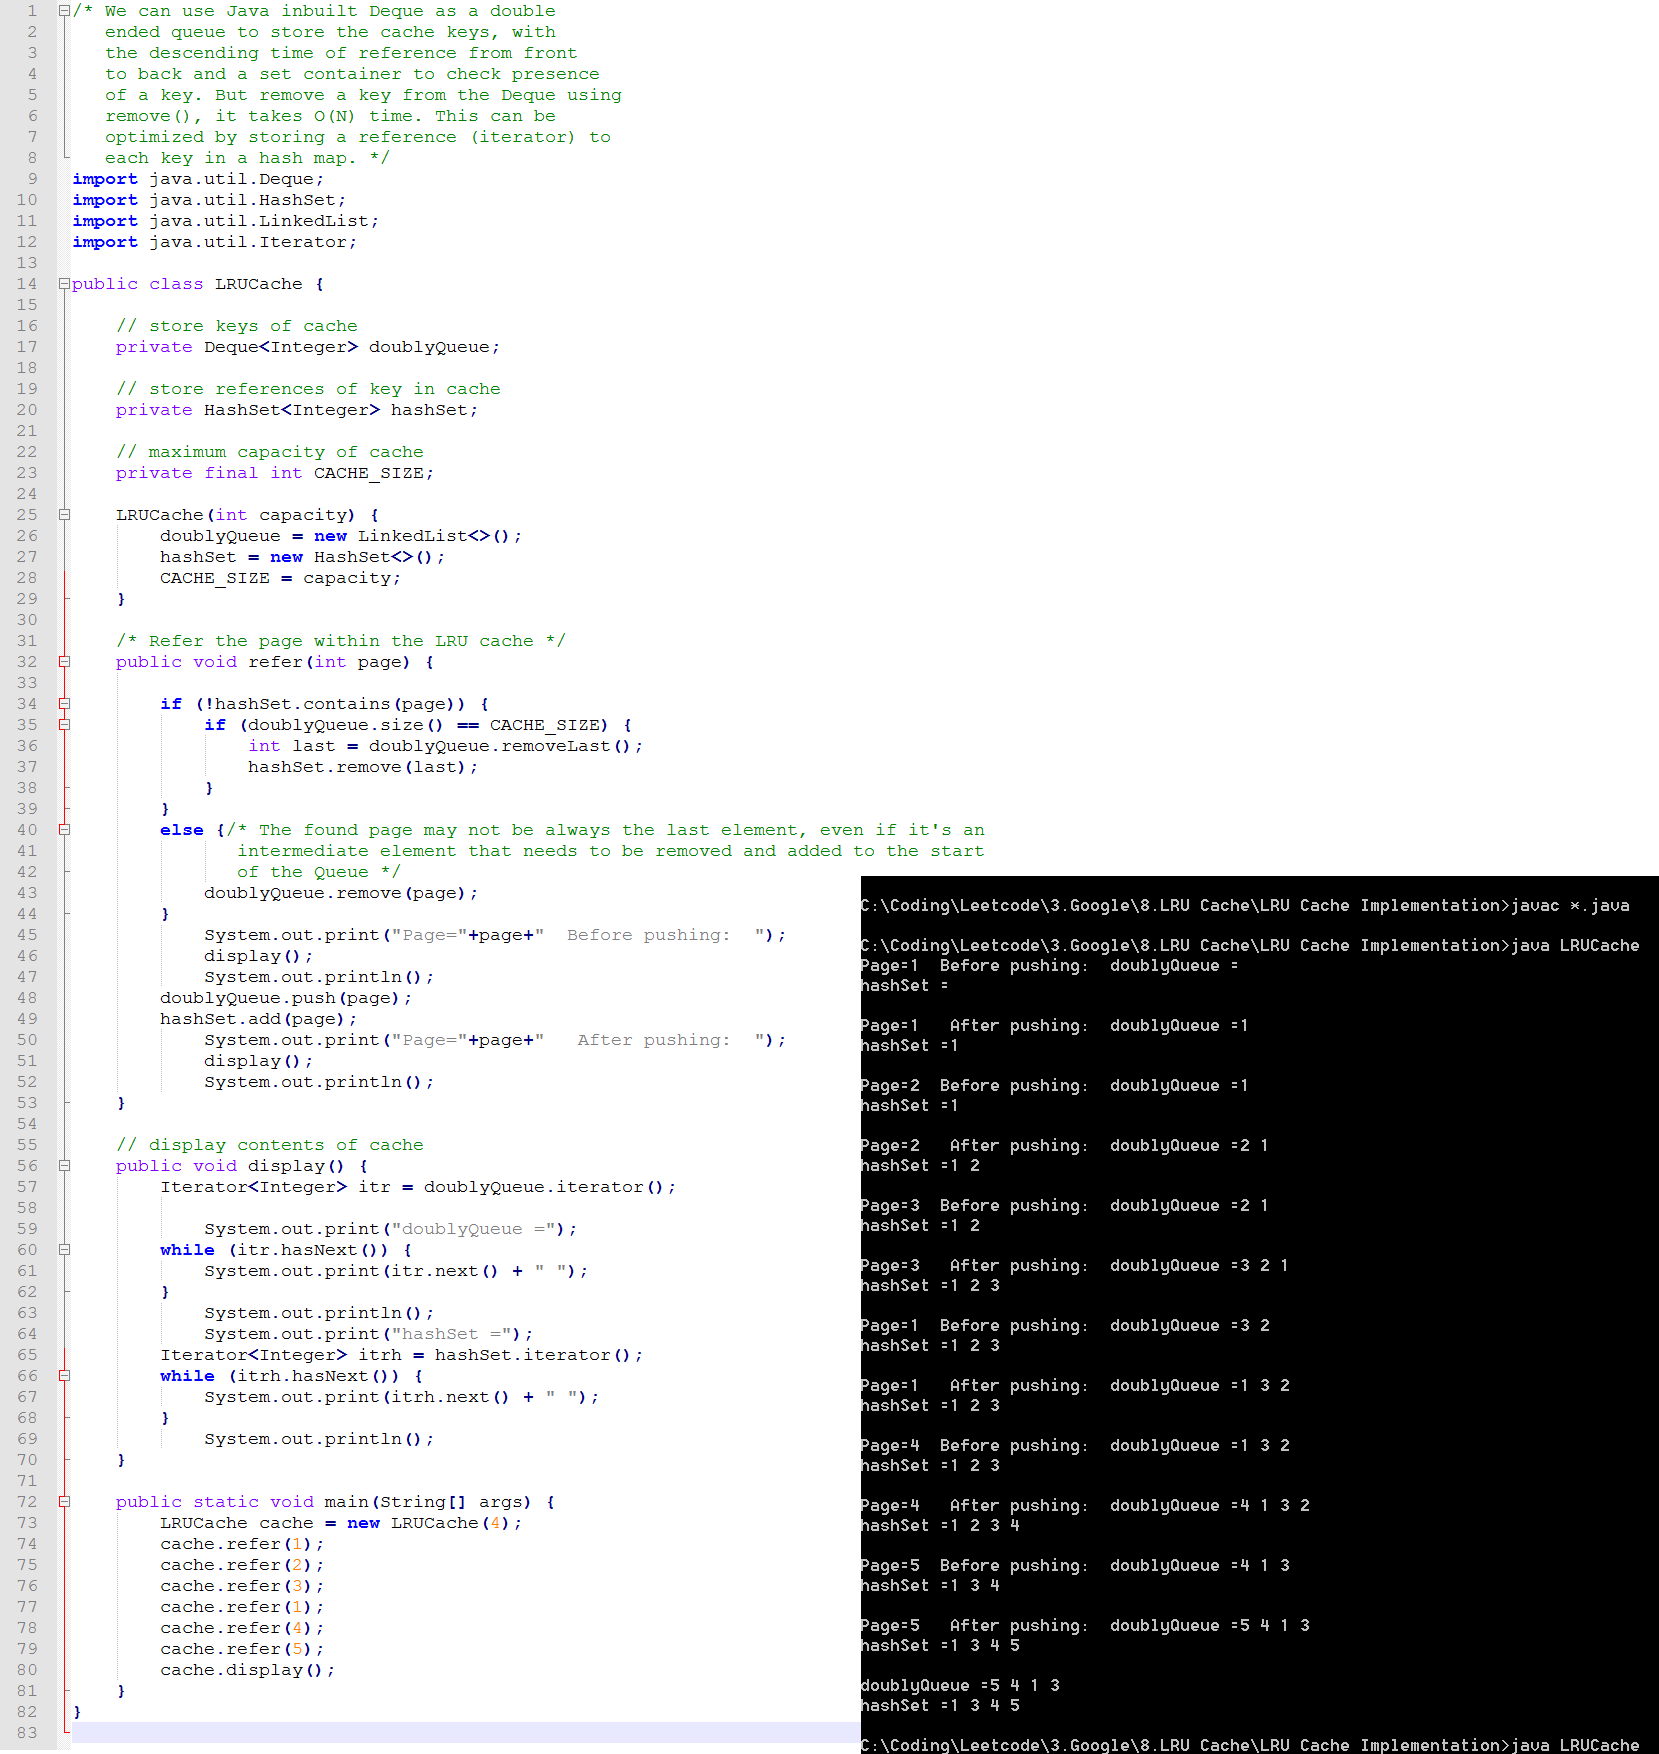 1 /* We can use Java inbuilt Deque as a double
2 ended queue to store the cache keys, with
3 the descending time of reference from front
4 to back and a set container to check presence
5 of a key. But remove a key from the Deque using
6 remove(), it takes O(N) time. This can be
7 optimized by storing a reference (iterator) to
8 each key in a hash map. */
9 import java.util.Deque;
10 import java.util.HashSet;
11 import java.util.LinkedList;
12 import java.util.Iterator;
13
14 public class LRUCache {
15
16 // store keys of cache
17 private Deque<Integer> doublyQueue;
18
19 // store references of key in cache
20 private HashSet<Integer> hashSet;
21
22 // maximum capacity of cache
23 private final int CACHE_SIZE;
24
25 LRUCache(int capacity) {
26 doublyQueue = new LinkedList<>();
27 hashSet = new HashSet<>();
28 CACHE_SIZE = capacity;
29 }
30
31 /* Refer the page within the LRU cache */
32 public void refer(int page) {
33
34 if (!hashSet.contains(page)) {
35 if (doublyQueue.size() == CACHE_SIZE) {
36 int last = doublyQueue.removeLast();
37 hashSet.remove(last);
38 }
39 }
40 else {/* The found page may not be always the last element, even if it's an
41 intermediate element that needs to be removed and added to the start
42 of the Queue */
43 doublyQueue.remove(page);
44 }
45 System.out.print("Page="+page+"  Before pushing:  ");
46 display();
47 System.out.println();
48 doublyQueue.push(page);
49 hashSet.add(page);
50 System.out.print("Page="+page+"   After pushing:  ");
51 display();
52 System.out.println();
53 }
54
55 // display contents of cache
56 public void display() {
57 Iterator<Integer> itr = doublyQueue.iterator();
58
59 System.out.print("doublyQueue =");
60 while (itr.hasNext()) {
61 System.out.print(itr.next() + " ");
62 }
63 System.out.println();
64 System.out.print("hashSet =");
65 Iterator<Integer> itrh = hashSet.iterator();
66 while (itrh.hasNext()) {
67 System.out.print(itrh.next() + " ");
68 }
69 System.out.println();
70 }
71
72 public static void main(String[] args) {
73 LRUCache cache = new LRUCache(4);
74 cache.refer(1);
75 cache.refer(2);
76 cache.refer(3);
77 cache.refer(1);
78 cache.refer(4);
79 cache.refer(5);
80 cache.display();
81 }
82 }
83
C:\Coding\Leetcode\3.Google\8.LRU Cache\LRU Cache Implementation>javac *.java
C:\Coding\Leetcode\3.Google\8.LRU Cache\LRU Cache Implementation>java LRUCache
Page=1  Before pushing:  doublyQueue =
hashSet =
Page=1   After pushing:  doublyQueue =1
hashSet =1
Page=2  Before pushing:  doublyQueue =1
hashSet =1
Page=2   After pushing:  doublyQueue =2 1
hashSet =1 2
Page=3  Before pushing:  doublyQueue =2 1
hashSet =1 2
Page=3   After pushing:  doublyQueue =3 2 1
hashSet =1 2 3
Page=1  Before pushing:  doublyQueue =3 2
hashSet =1 2 3
Page=1   After pushing:  doublyQueue =1 3 2
hashSet =1 2 3
Page=4  Before pushing:  doublyQueue =1 3 2
hashSet =1 2 3
Page=4   After pushing:  doublyQueue =4 1 3 2
hashSet =1 2 3 4
Page=5  Before pushing:  doublyQueue =4 1 3
hashSet =1 3 4
Page=5   After pushing:  doublyQueue =5 4 1 3
hashSet =1 3 4 5
doublyQueue =5 4 1 3
hashSet =1 3 4 5
C:\Coding\Leetcode\3.Google\8.LRU Cache\LRU Cache Implementation>java LRUCache